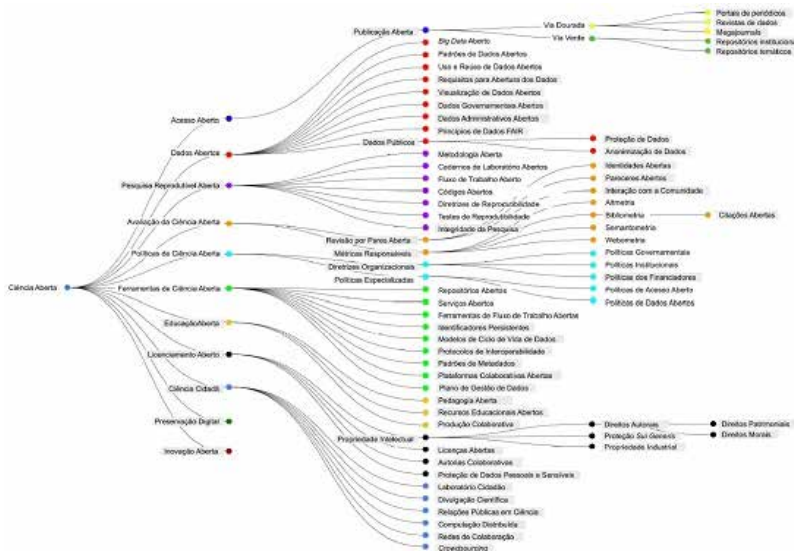 Portais de periódicos
Revistas de dados
Megajournals
Via Dourada
Publicação Aberta
Via Verde
Repositórios institucionais
Repositórios temáticos
Big Data Aberto
Padrões de Dados Abertos
Uso e Reúso de Dados Abertos
Requisitos para Abertura dos Dados
Visualização de Dados Abertos
Dados Governamentais Abertos
Acesso Aberto
Dados Administrativos Abertos
Princípios de Dados FAIR
Dados Públicos
Proteção de Dados
Anonimização de Dados
Dados Abertos
Metodologia Aberta
Cadernos de Laboratório Abertos
Identidades Abertas
Fluxo de Trabalho Aberto
Pareceres Abertos
Pesquisa Reprodutível Aberta
Códigos Abertos
Interação com a Comunidade
Diretrizes de Reprodutibilidade
Altmetria
Testes de Reprodutibilidade
Bibliometria
Citações Abertas
Avaliação da Ciência Aberta
Integridade da Pesquisa
Semantometria
Revisão por Pares Aberta
Webometria
Métricas Responsáveis
Políticas Governamentais
Políticas de Ciência Aberta
Diretrizes Organizacionais
Políticas Institucionais
Políticas Especializadas
Políticas dos Financiadores
Políticas de Acesso Aberto
Políticas de Dados Abertos
Ciência Aberta
Ferramentas de Ciência Aberta
Repositórios Abertos
Serviços Abertos
Ferramentas de Fluxo de Trabalho Abertas
EducaçãoAberta
Identificadores Persistentes
Modelos de Ciclo de Vida de Dados
Protocolos de Interoperabilidade
Licenciamento Aberto
Padrões de Metadados
Plataformas Colaborativas Abertas
Ciência Cidadã
Plano de Gestão de Dados
Pedagogia Aberta
Recursos Educacionais Abertos
Preservação Digital
Produção Colaborativa
Propriedade Intelectual
Direitos Autorais
Direitos Patrimoniais
Proteção Sui Generis
Direitos Morais
Propriedade Industrial
Inovação Aberta
Licenças Abertas
Autorias Colaborativas
Proteção de Dados Pessoais e Sensíveis
Laboratório Cidadão
Divulgação Científica
Relações Públicas em Ciência
Computação Distribuída
Redes de Colaboração
Crowdsourcing